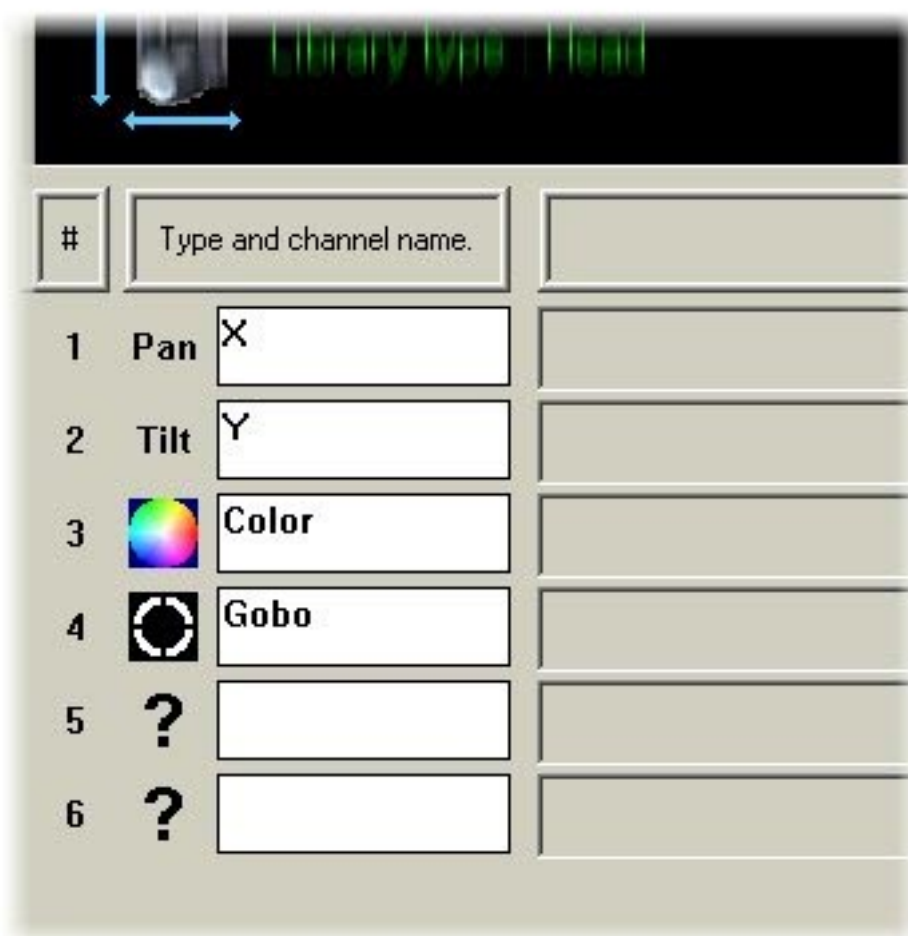 Library type : Head
# Type and channel name.
1 Pan X
2 Tilt Y
3 Color
4 Gobo
5 ?
6 ?